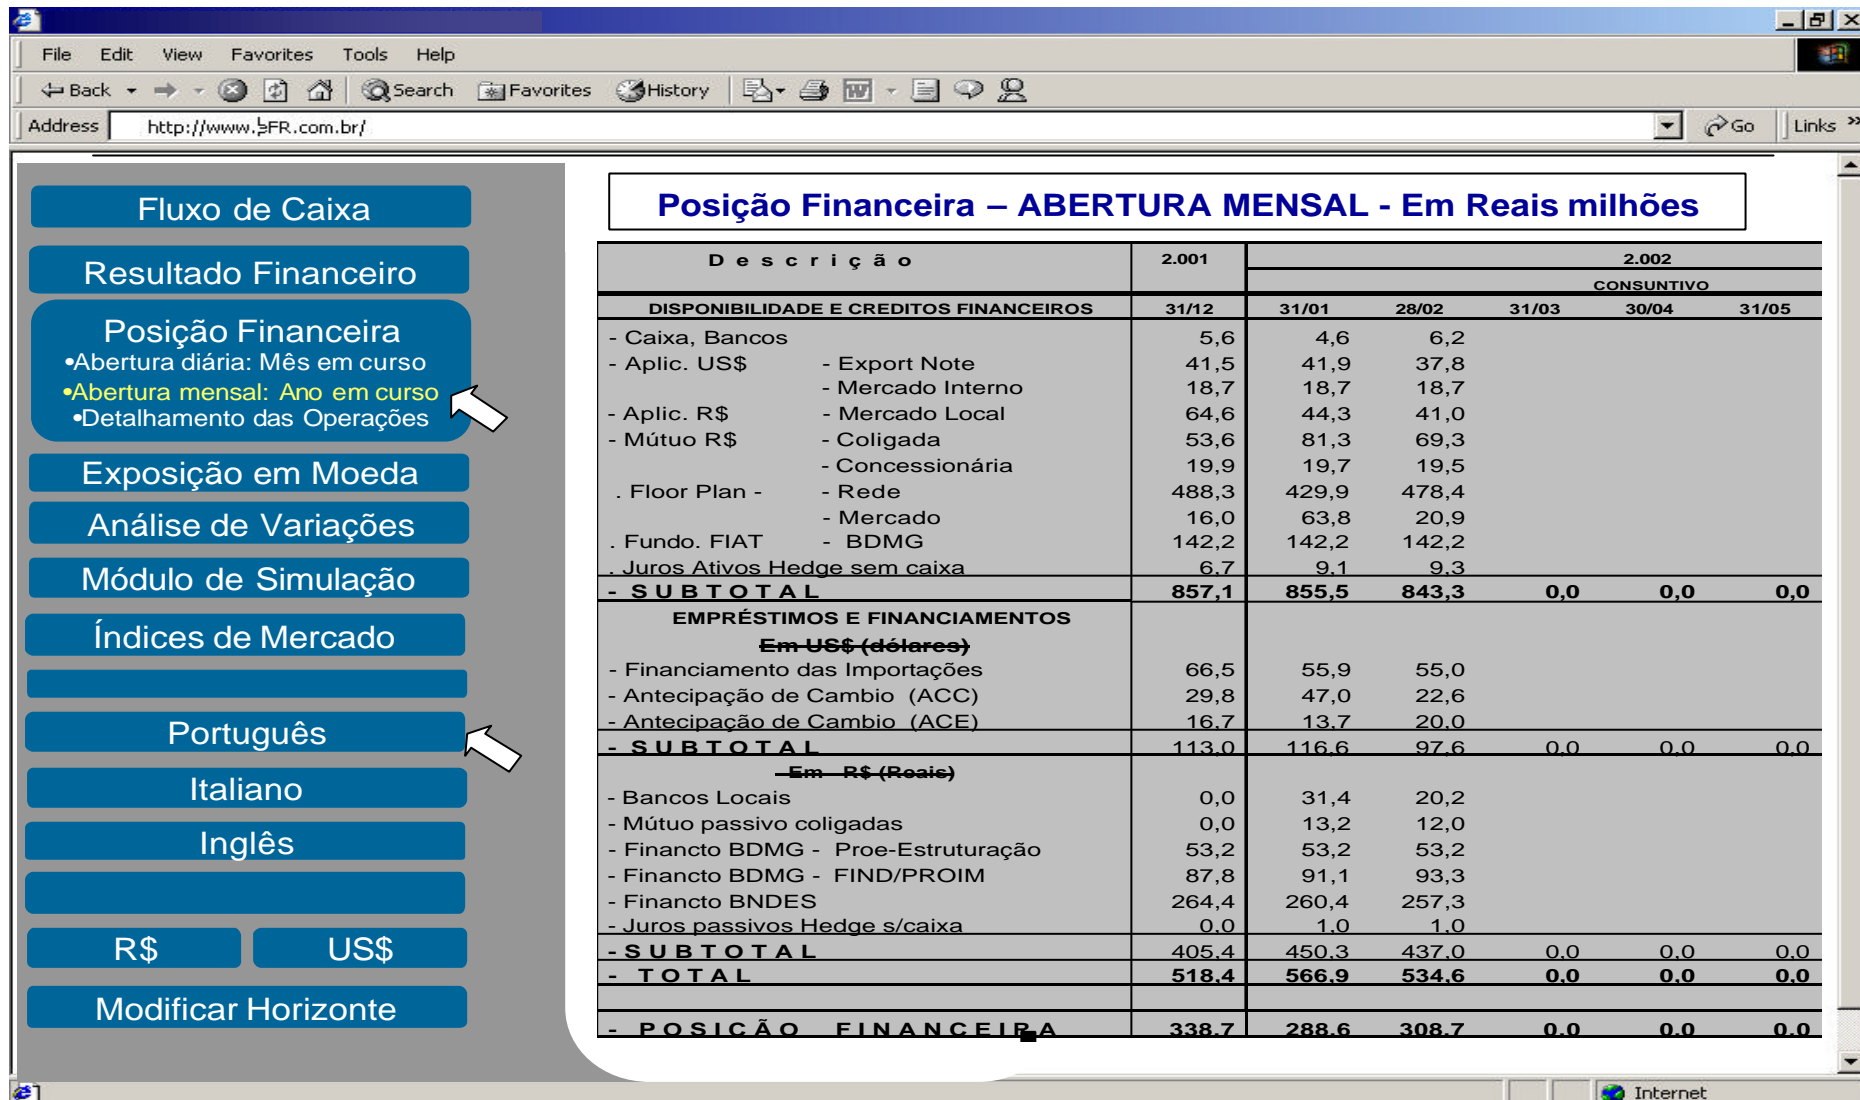 File Edit View Favorites Tools Help
Back Search Favorites History
Address http://www.eFR.com.br/ Go Links »
Fluxo de Caixa
Resultado Financeiro
Posição Financeira
•Abertura diária: Mês em curso
•Abertura mensal: Ano em curso
•Detalhamento das Operações
Exposição em Moeda
Análise de Variações
Módulo de Simulação
Índices de Mercado
Português
Italiano
Inglês
R$ US$
Modificar Horizonte
Posição Financeira – ABERTURA MENSAL - Em Reais milhões
Descrição 2.001 2.002
CONSUNTIVO
DISPONIBILIDADE E CREDITOS FINANCEIROS 31/12 31/01 28/02 31/03 30/04 31/05
- Caixa, Bancos 5,6 4,6 6,2
- Aplic. US$ - Export Note 41,5 41,9 37,8
- Mercado Interno 18,7 18,7 18,7
- Aplic. R$ - Mercado Local 64,6 44,3 41,0
- Mútuo R$ - Coligada 53,6 81,3 69,3
- Concessionária 19,9 19,7 19,5
. Floor Plan - - Rede 488,3 429,9 478,4
- Mercado 16,0 63,8 20,9
. Fundo. FIAT - BDMG 142,2 142,2 142,2
. Juros Ativos Hedge sem caixa 6,7 9,1 9,3
- SUBTOTAL 857,1 855,5 843,3 0,0 0,0 0,0
EMPRÉSTIMOS E FINANCIAMENTOS
Em US$ (dólares)
- Financiamento das Importações 66,5 55,9 55,0
- Antecipação de Cambio (ACC) 29,8 47,0 22,6
- Antecipação de Cambio (ACE) 16,7 13,7 20,0
- SUBTOTAL 113,0 116,6 97,6 0,0 0,0 0,0
Em R$ (Reais)
- Bancos Locais 0,0 31,4 20,2
- Mútuo passivo coligadas 0,0 13,2 12,0
- Financto BDMG - Proe-Estruturação 53,2 53,2 53,2
- Financto BDMG - FIND/PROIM 87,8 91,1 93,3
- Financto BNDES 264,4 260,4 257,3
- Juros passivos Hedge s/caixa 0,0 1,0 1,0
- SUBTOTAL 405,4 450,3 437,0 0,0 0,0 0,0
- TOTAL 518,4 566,9 534,6 0,0 0,0 0,0
- POSIÇÃO FINANCEIRA 338,7 288,6 308,7 0,0 0,0 0,0
Internet